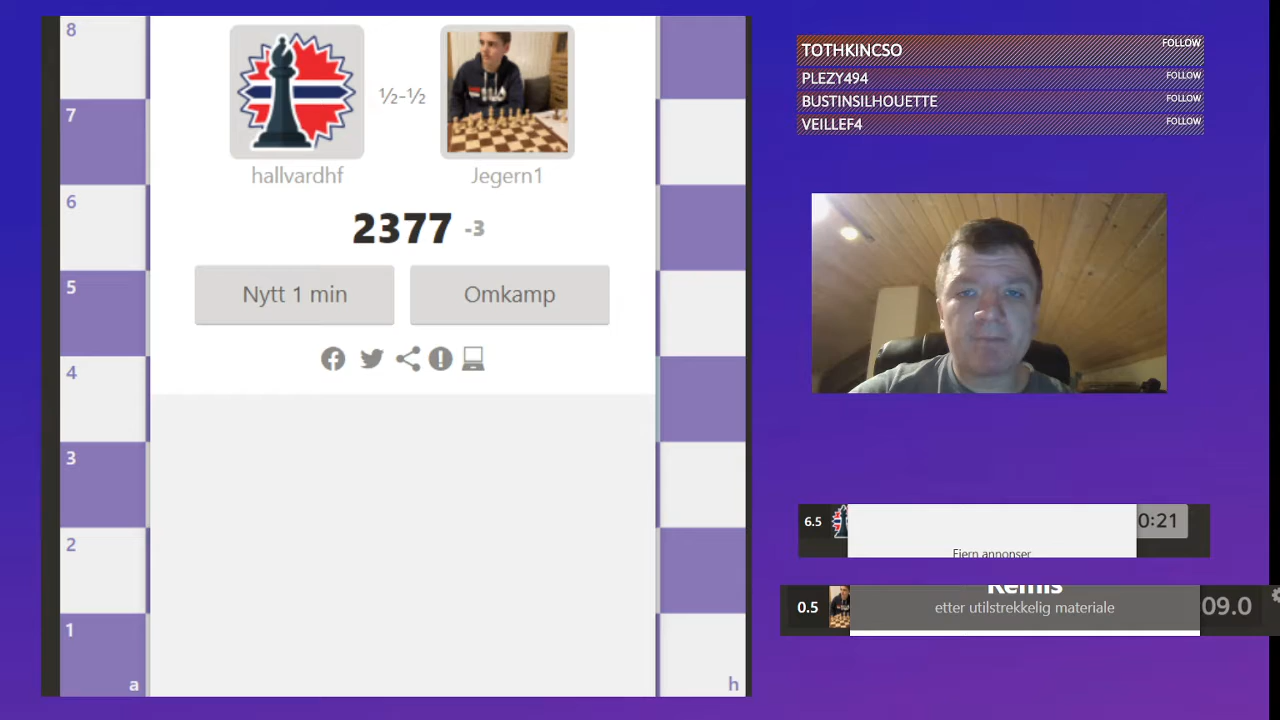 8
7
6
5
4
3
2
1
a
h
½-½
hallvardhf
Jegern1
2377 -3
Nytt 1 min
Omkamp
TOTHKINCSO FOLLOW
PLEZY494 FOLLOW
BUSTINSILHOUETTE FOLLOW
VEILLEF4 FOLLOW
6.5
0:21
Fjern annonser
0.5
Remis
etter utilstrekkelig materiale
09.0